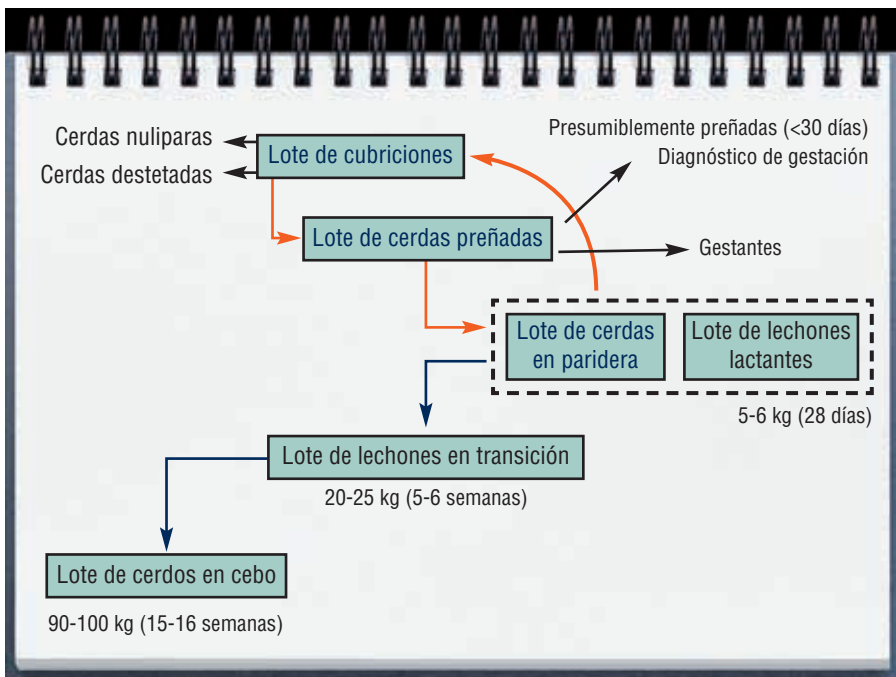 Cerdas nuliparas
Cerdas destetadas
Lote de cubriciones
Presumiblemente preñadas (<30 días)
Diagnóstico de gestación
Lote de cerdas preñadas
Gestantes
Lote de cerdas
en paridera
Lote de lechones
lactantes
5-6 kg (28 días)
Lote de lechones en transición
20-25 kg (5-6 semanas)
Lote de cerdos en cebo
90-100 kg (15-16 semanas)